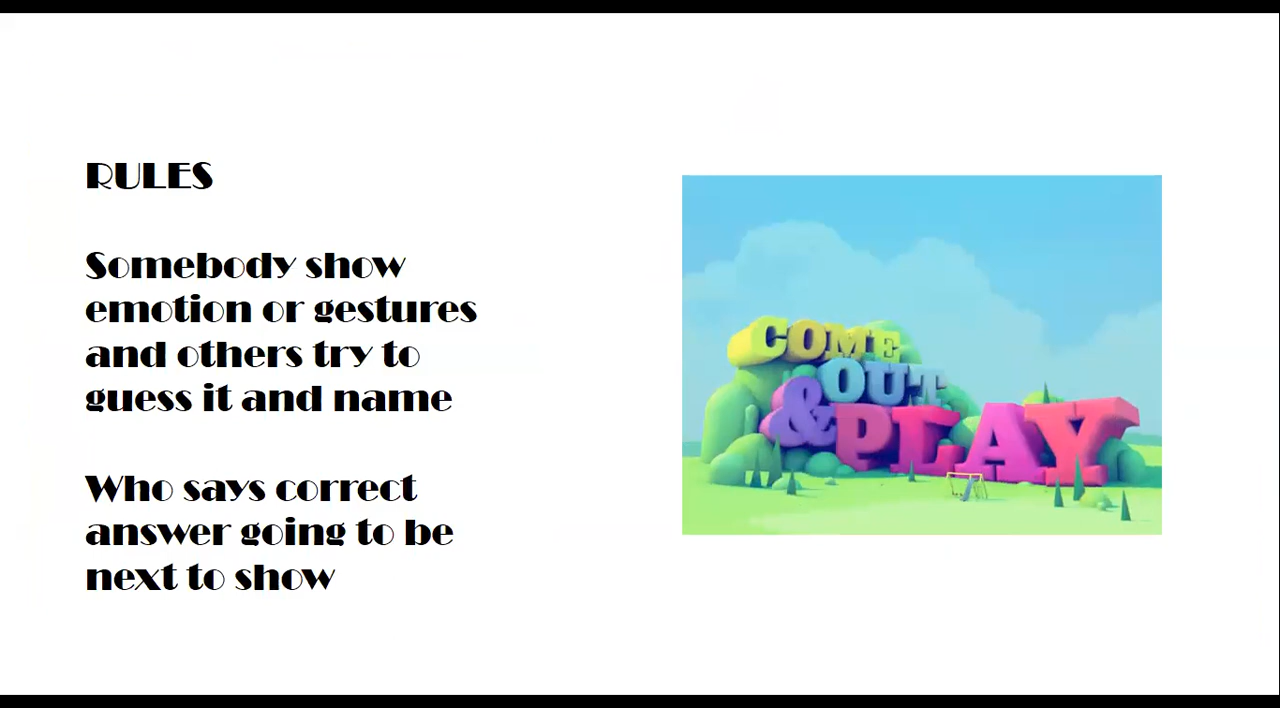 RULES
Somebody show
emotion or gestures
and others try to
guess it and name
Who says correct
answer going to be
next to show
COME
OUT
& PLAY